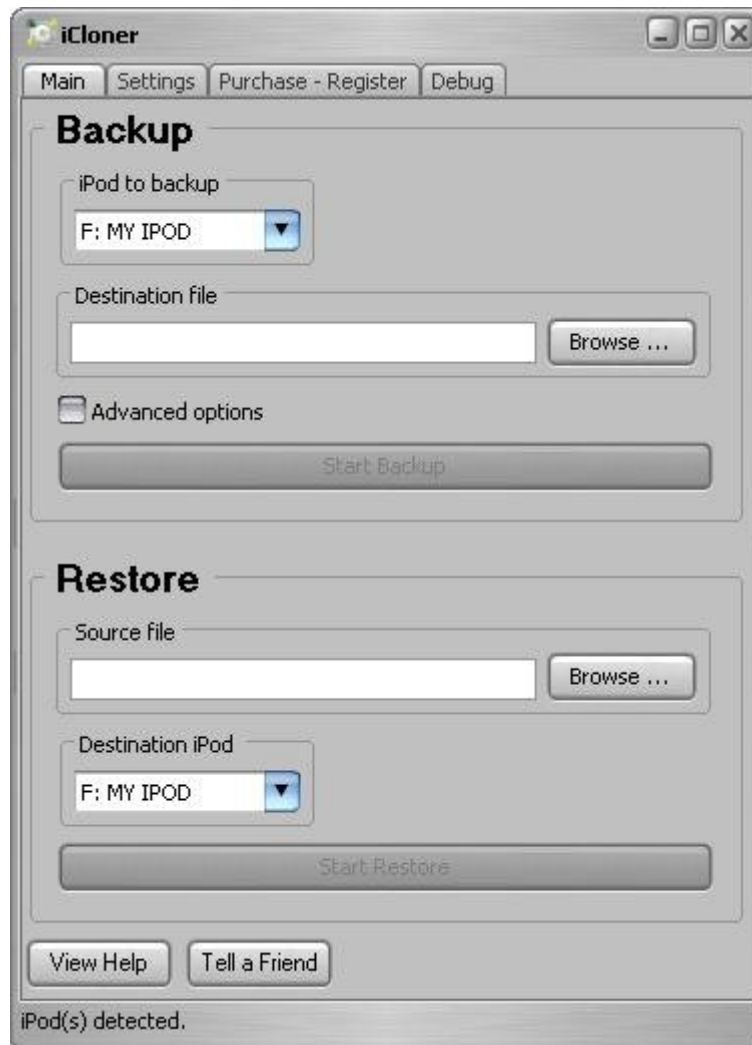 iCloner
Main Settings Purchase - Register Debug
Backup
iPod to backup
F: MY IPOD
Destination file
Browse ...
Advanced options
Start Backup
Restore
Source file
Browse ...
Destination iPod
F: MY IPOD
Start Restore
View Help Tell a Friend
iPod(s) detected.